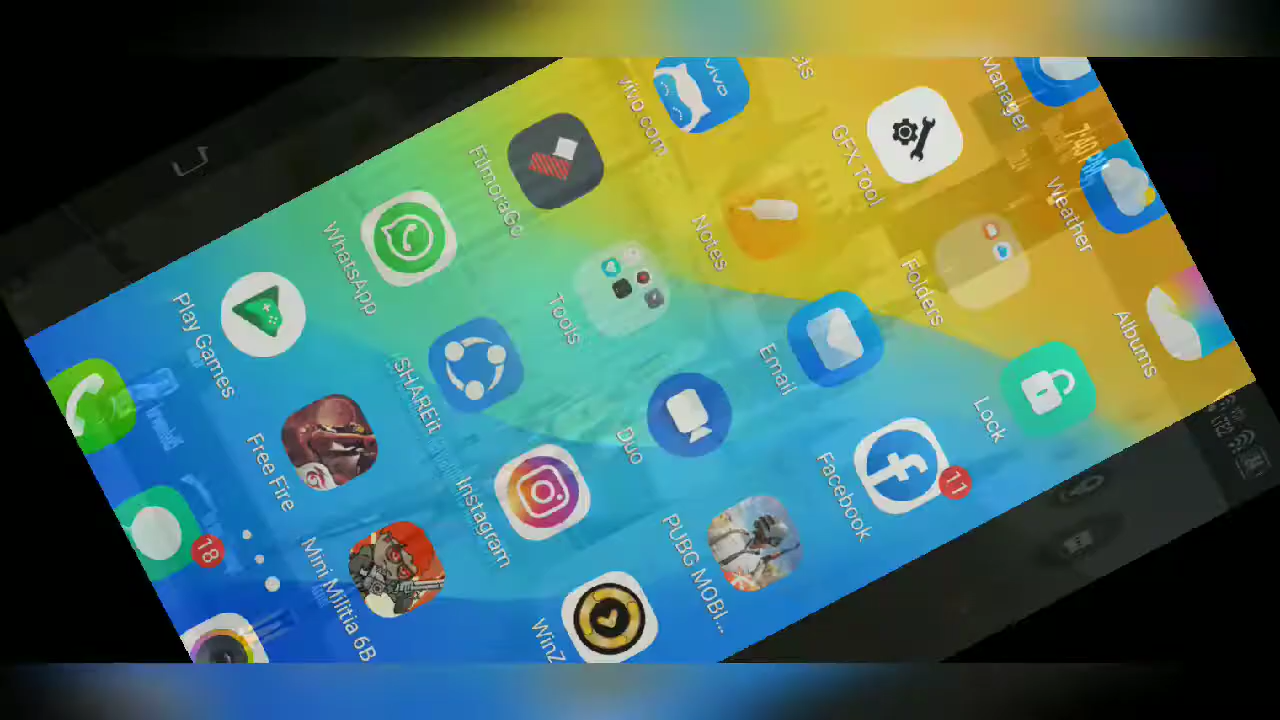 Manager
Weather
Albums
GFX Tool
Folders
Lock
vivo
vivo.com
Notes
Email
Facebook
11
FilmoraGo
Tools
Duo
PUBG MOBI...
WhatsApp
SHAREit
Instagram
Play Games
Free Fire
Mini Militia 6B
18